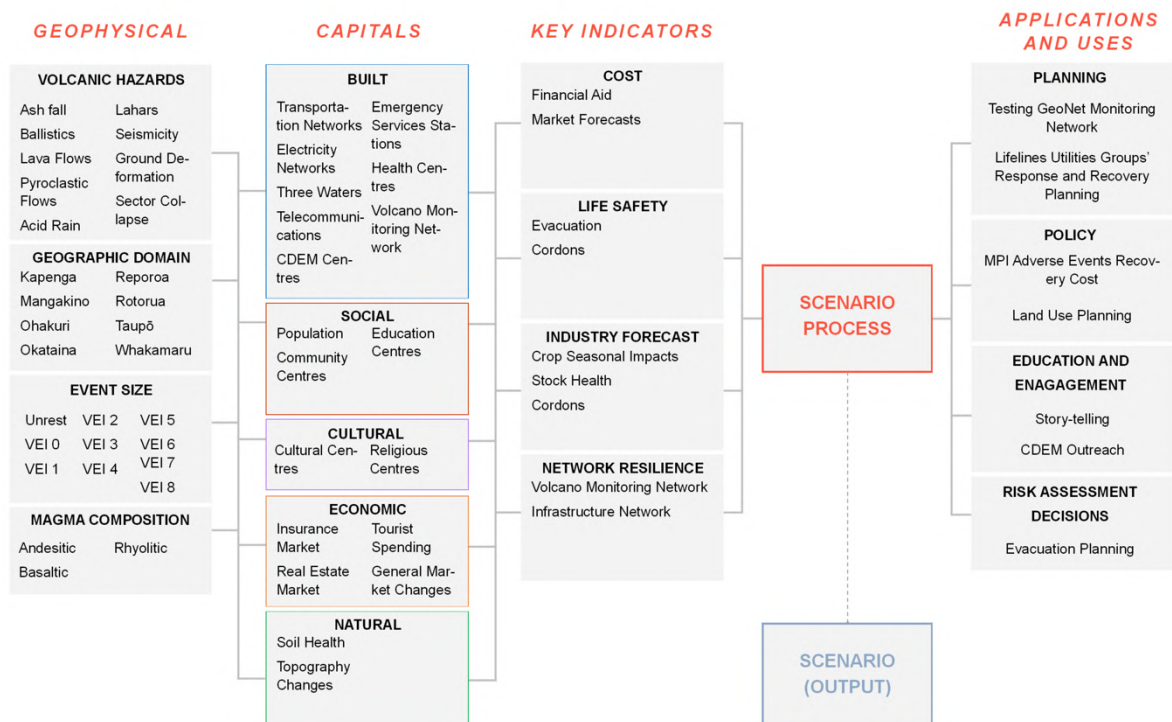 GEOPHYSICAL
CAPITALS
KEY INDICATORS
APPLICATIONS
AND USES
VOLCANIC HAZARDS
Ash fall
Ballistics
Lava Flows
Pyroclastic
Flows
Acid Rain
Lahars
Seismicity
Ground De-
formation
Sector Col-
lapse
GEOGRAPHIC DOMAIN
Kapenga
Mangakino
Ohakuri
Okataina
Reporoa
Rotorua
Taupō
Whakamaru
EVENT SIZE
Unrest
VEI 0
VEI 1
VEI 2
VEI 3
VEI 4
VEI 5
VEI 6
VEI 7
VEI 8
MAGMA COMPOSITION
Andesitic
Basaltic
Rhyolitic
BUILT
Transporta-
tion Networks
Electricity
Networks
Three Waters
Telecommuni-
cations
CDEM Cen-
tres
Emergency
Services Sta-
tions
Health Cen-
tres
Volcano Mon-
itoring Net-
work
SOCIAL
Population
Community
Centres
Education
Centres
CULTURAL
Cultural Cen-
tres
Religious
Centres
ECONOMIC
Insurance
Market
Real Estate
Market
Tourist
Spending
General Mar-
ket Changes
NATURAL
Soil Health
Topography
Changes
COST
Financial Aid
Market Forecasts
LIFE SAFETY
Evacuation
Cordons
INDUSTRY FORECAST
Crop Seasonal Impacts
Stock Health
Cordons
NETWORK RESILIENCE
Volcano Monitoring Network
Infrastructure Network
SCENARIO
PROCESS
SCENARIO
(OUTPUT)
PLANNING
Testing GeoNet Monitoring
Network
Lifelines Utilities Groups'
Response and Recovery
Planning
POLICY
MPI Adverse Events Recov-
ery Cost
Land Use Planning
EDUCATION AND
ENAGAGEMENT
Story-telling
CDEM Outreach
RISK ASSESSMENT
DECISIONS
Evacuation Planning